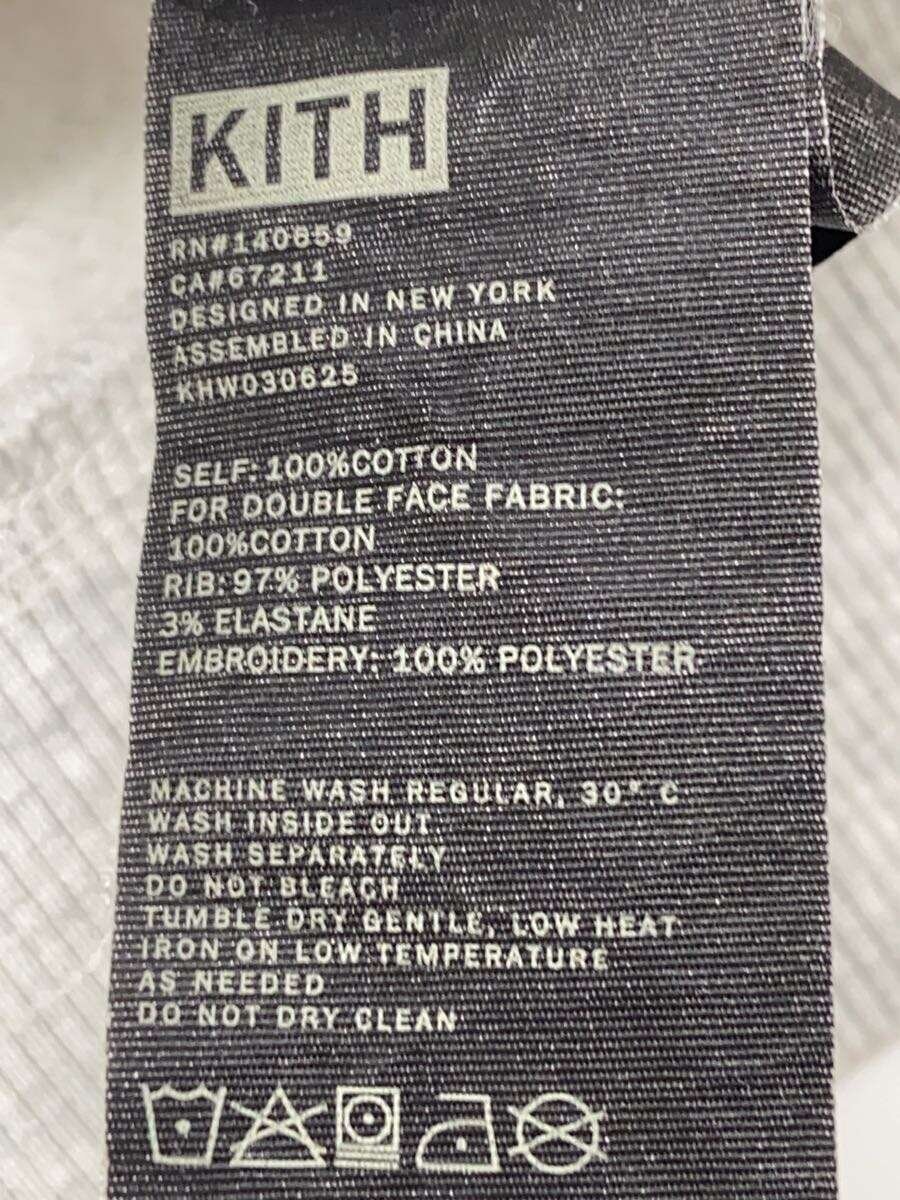 KITH
RN#140659
CA#67211
DESIGNED IN NEW YORK
ASSEMBLED IN CHINA
KHW030625
SELF: 100%COTTON
FOR DOUBLE FACE FABRIC:
100%COTTON
RIB: 97% POLYESTER
3% ELASTANE
EMBROIDERY: 100% POLYESTER
MACHINE WASH REGULAR, 30° C
WASH INSIDE OUT
WASH SEPARATELY
DO NOT BLEACH
TUMBLE DRY GENTLE, LOW HEAT
IRON ON LOW TEMPERATURE
AS NEEDED
DO NOT DRY CLEAN